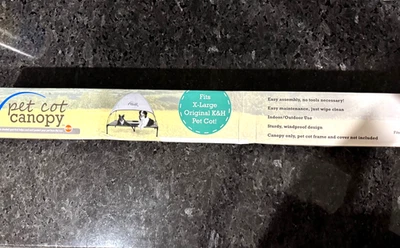 pet cot
canopy
Fits
X-Large
Original K&H
Pet Cot!
Easy assembly, no tools necessary!
Easy maintenance, just wipe clean
Indoor/Outdoor Use
Sturdy, windproof design
Canopy only, pet cot frame and cover not included